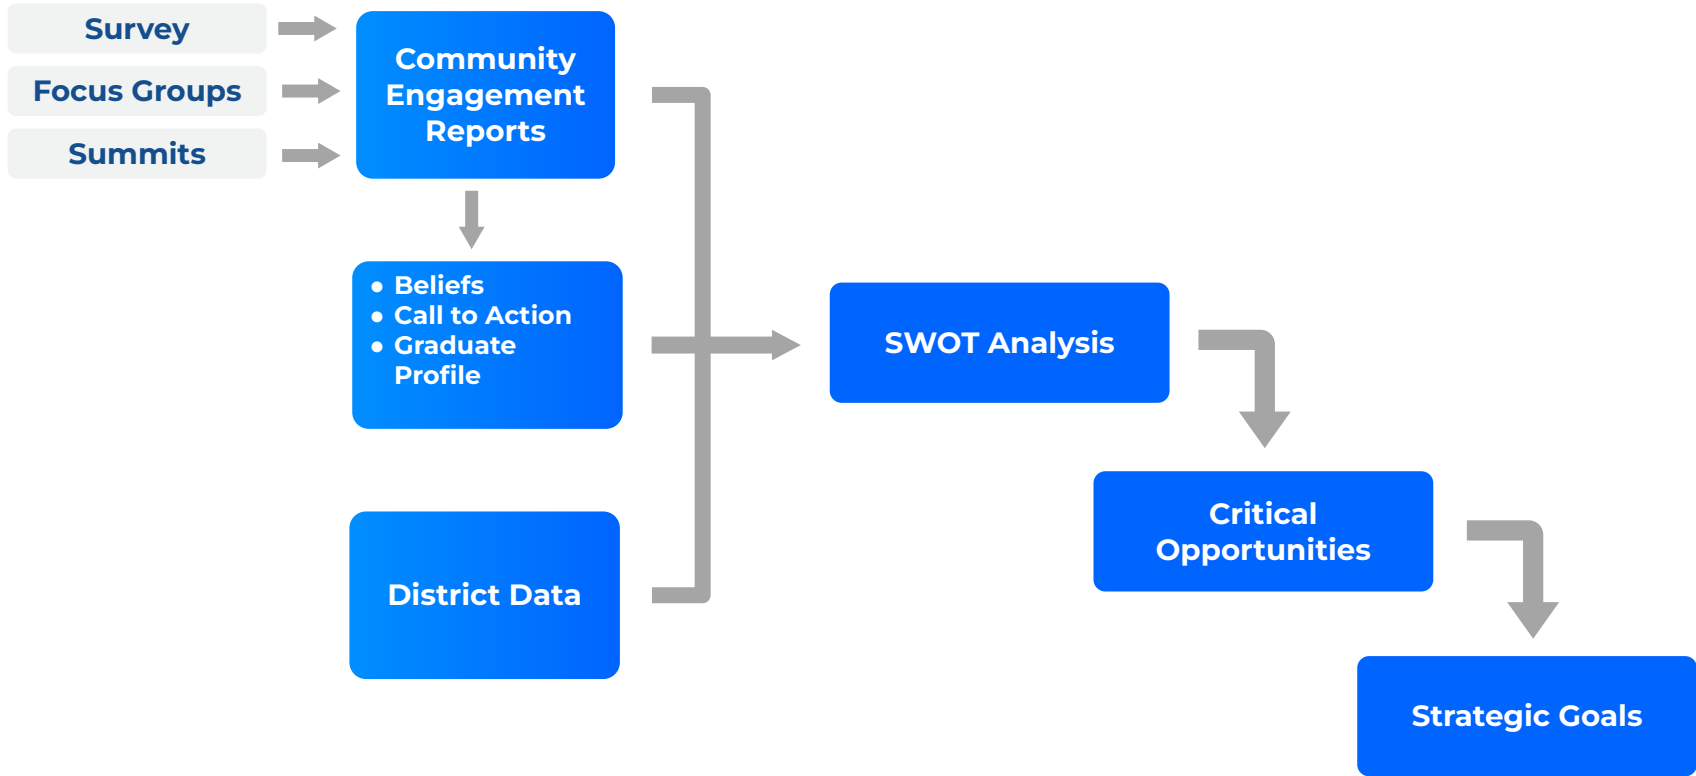 Survey
Focus Groups
Summits
Community
Engagement
Reports
● Beliefs
● Call to Action
● Graduate
Profile
District Data
SWOT Analysis
Critical
Opportunities
Strategic Goals